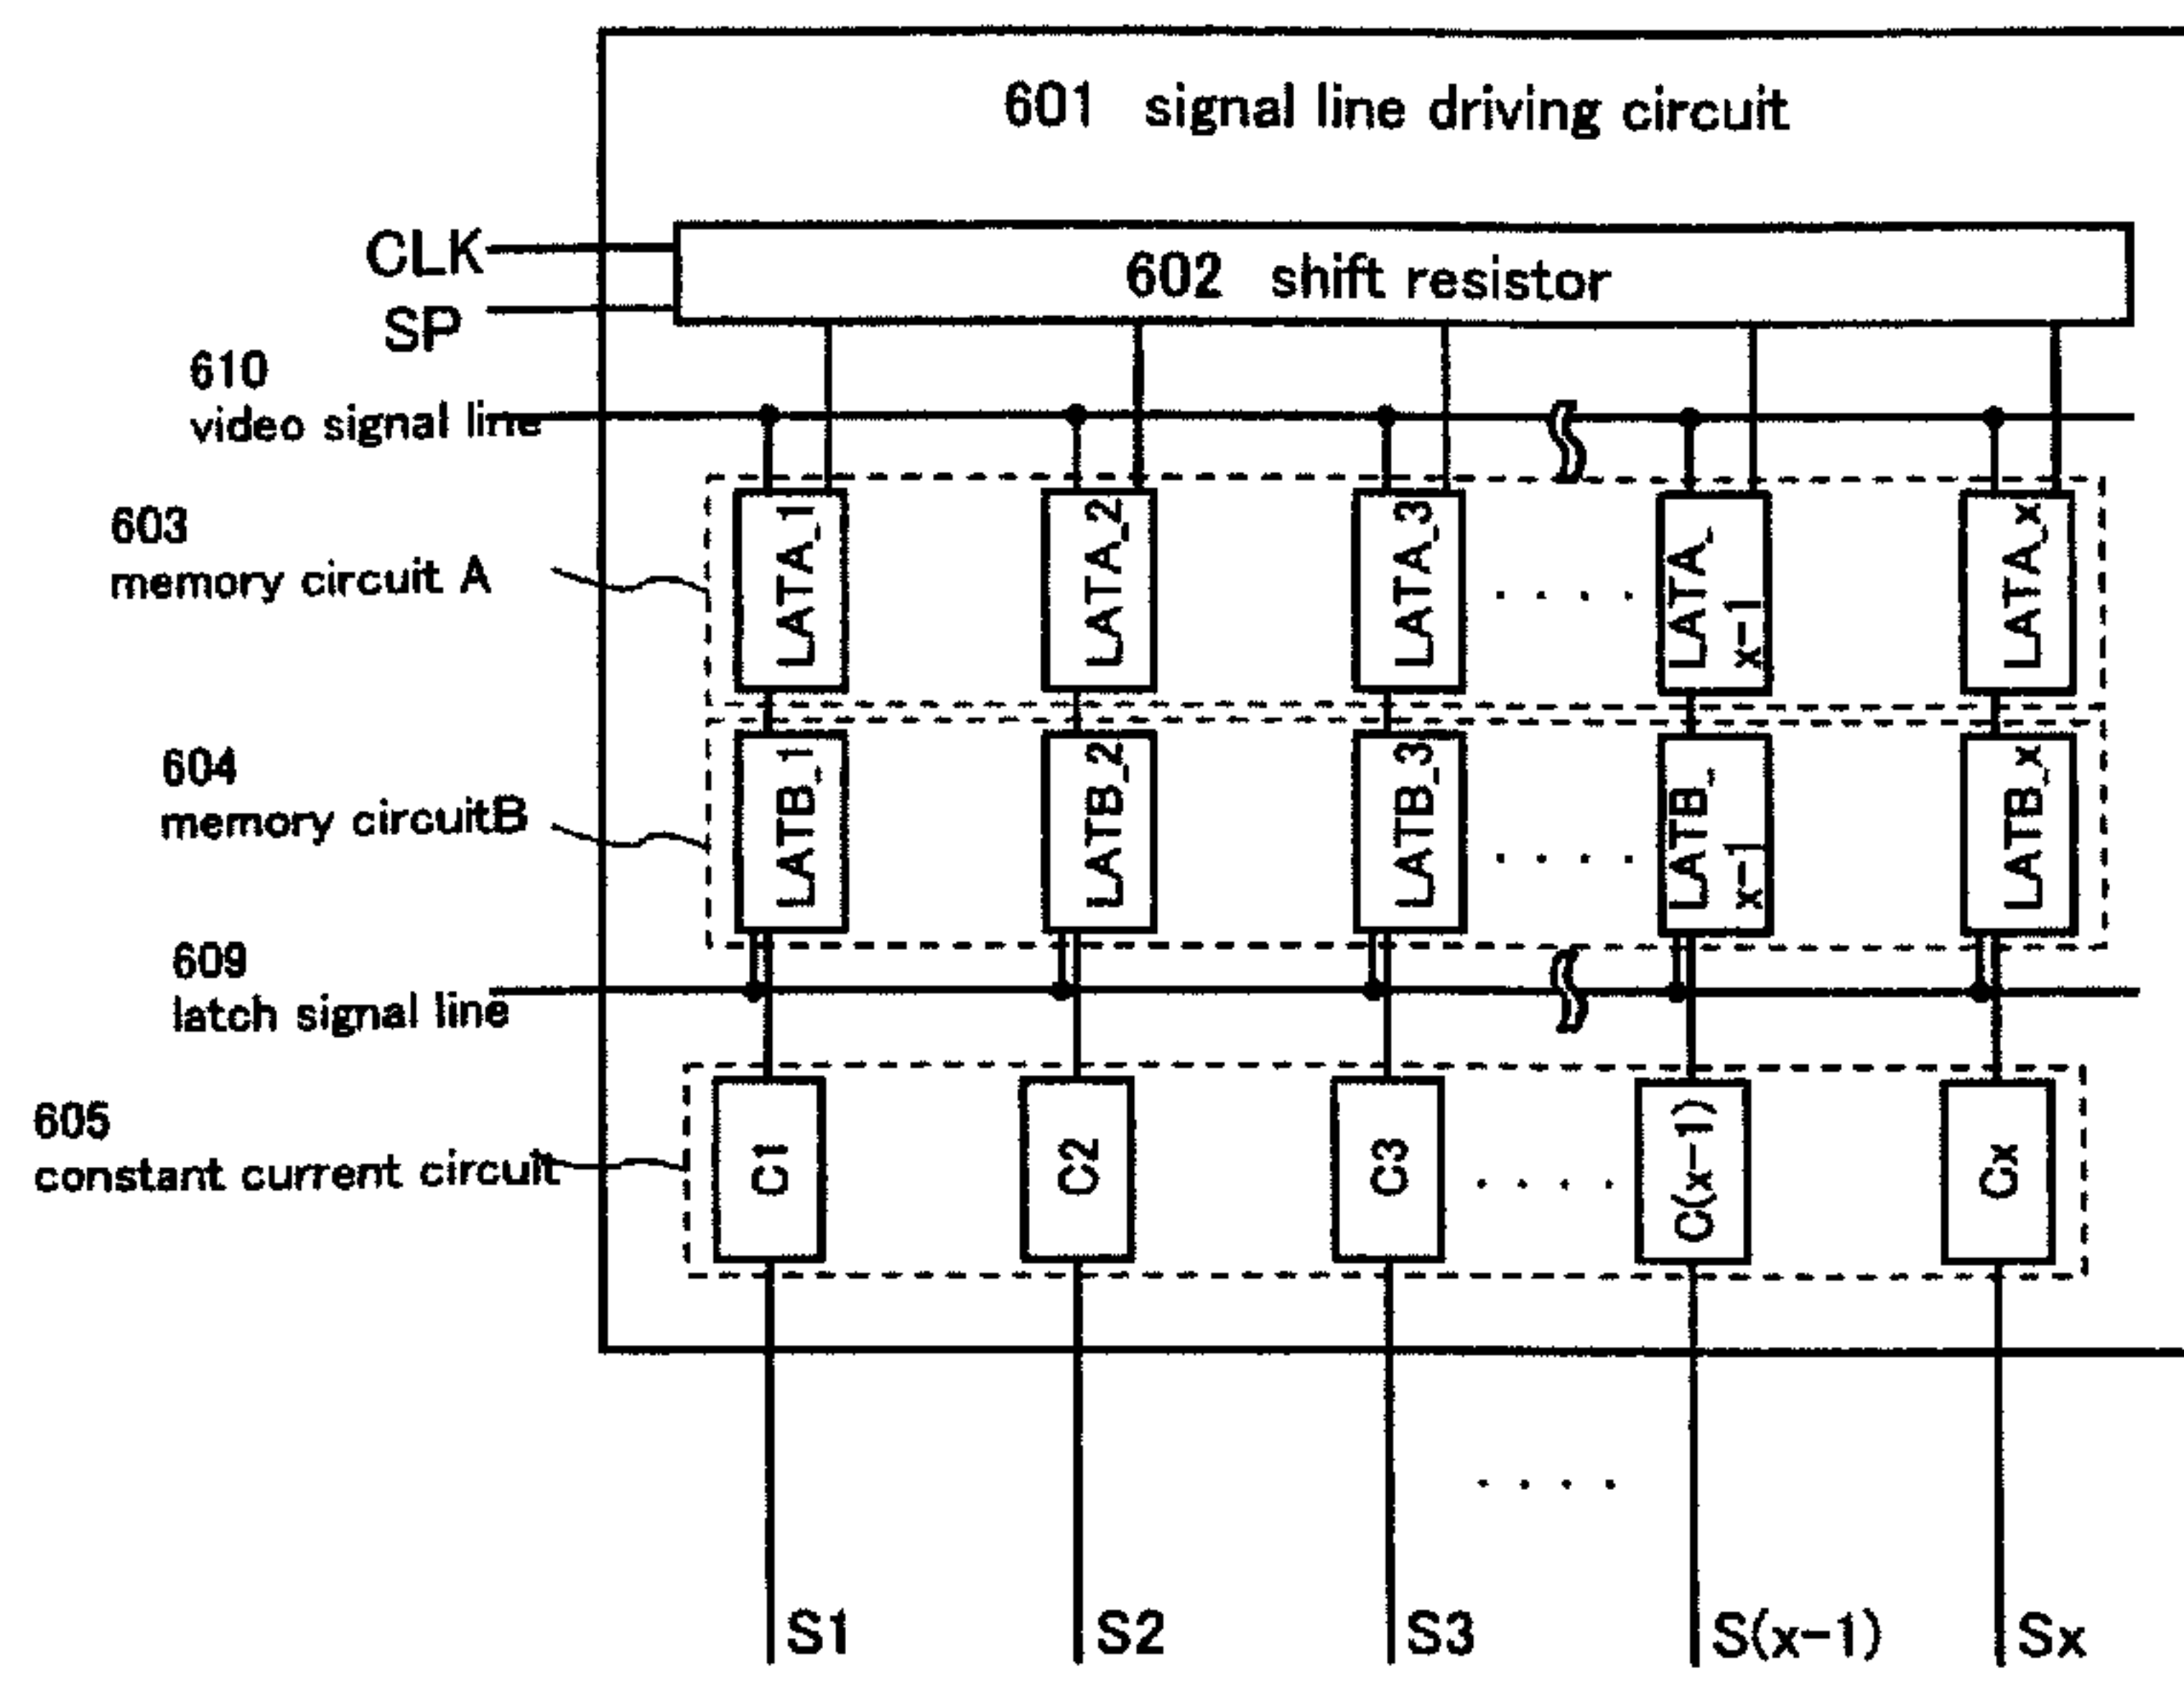 601 signal line driving circuit
CLK
602 shift resistor
SP
610
video signal line
603
memory circuit A
LATA_1
LATA_2
LATA_3
. . . .
LATA_
x-1
LATA_x
604
memory circuitB
LATB_1
LATB_2
LATB_3
. . . .
LATB_
x-1
LATB_x
609
latch signal line
605
constant current circuit
C1
C2
C3
. . . .
C(x-1)
Cx
. . . .
S1
S2
S3
S(x-1)
Sx